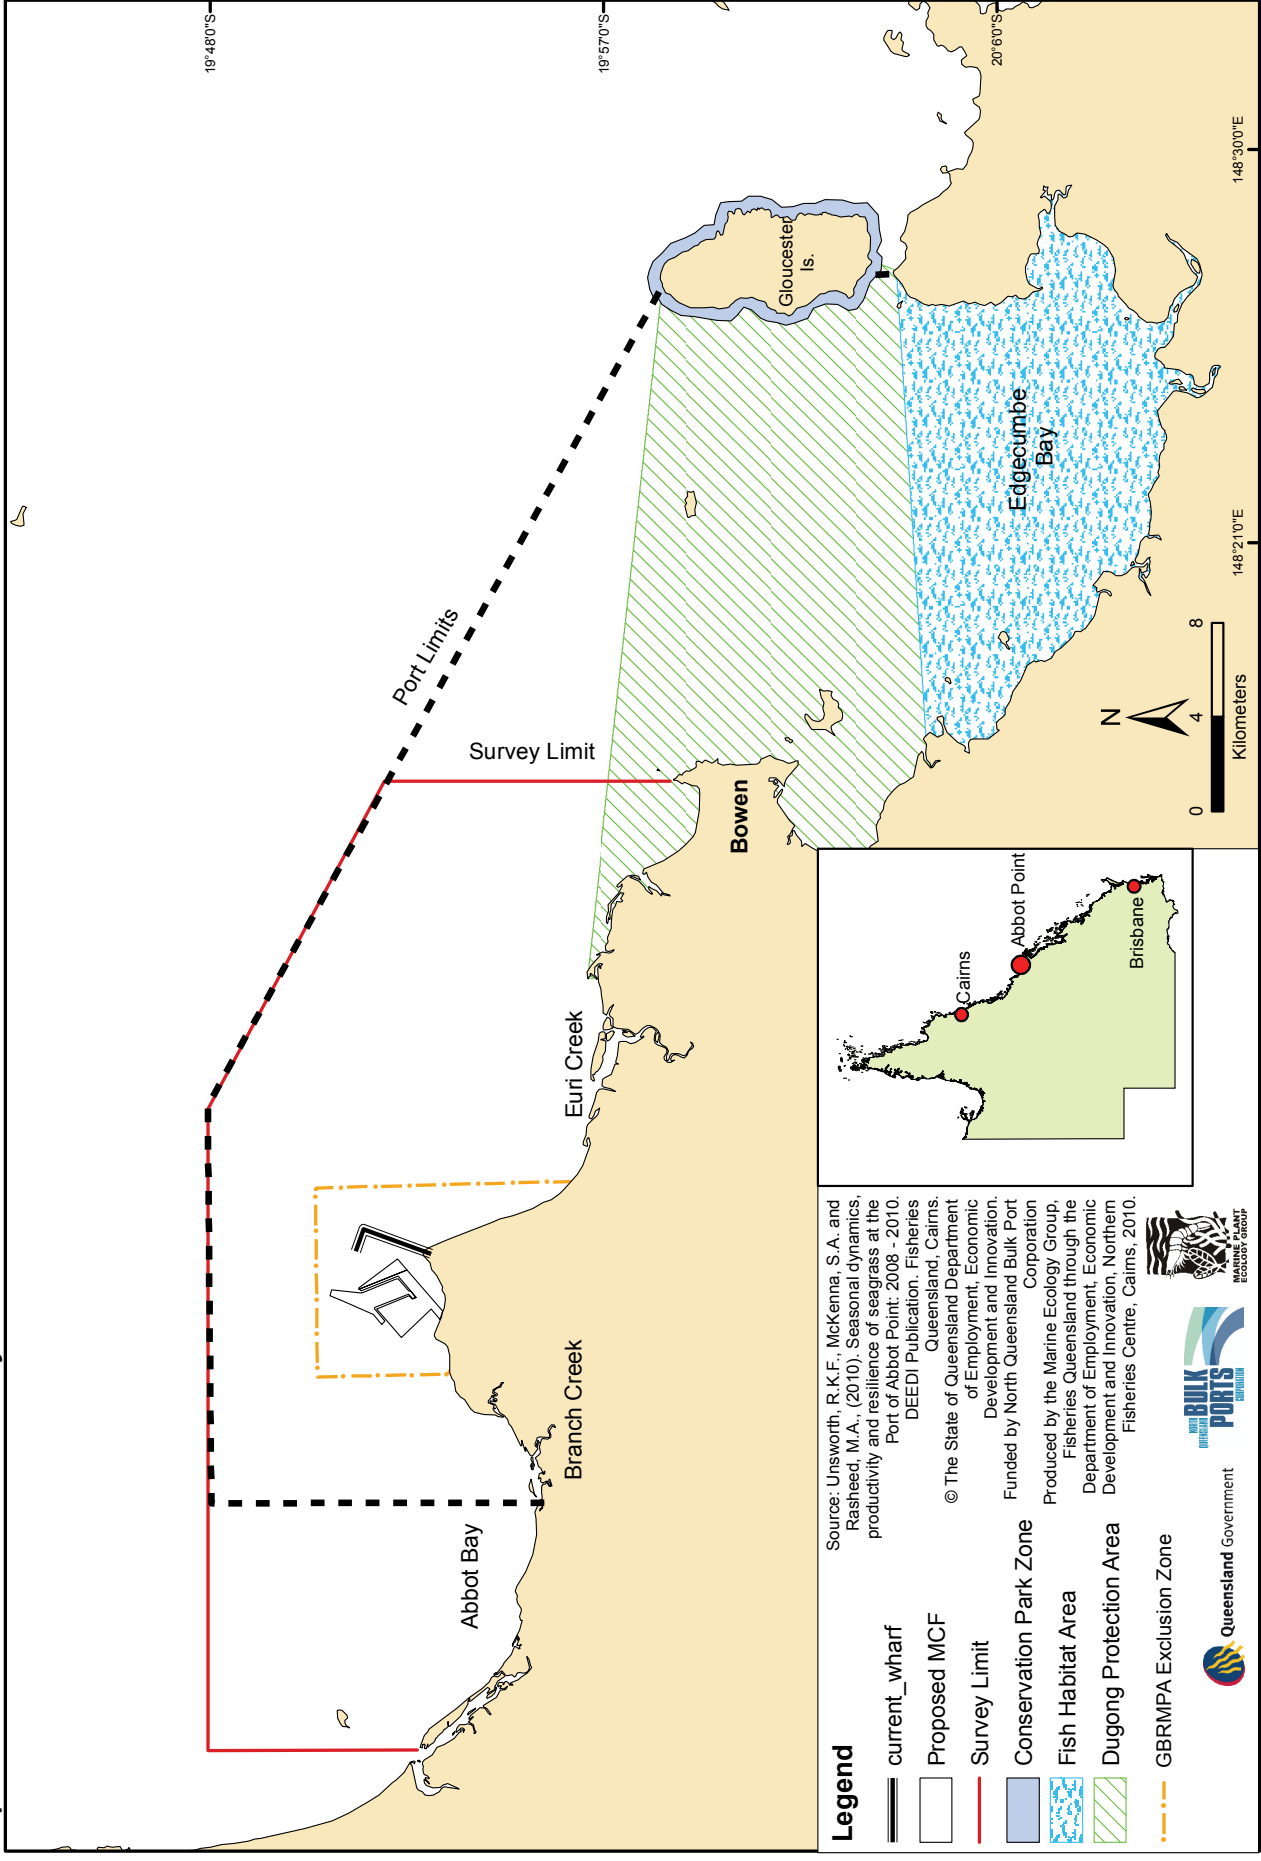 19°48'0"S
19°57'0"S
20°6'0"S
148°30'0"E
148°21'0"E
Port Limits
Survey Limit
Gloucester
Is.
Edgecumbe
Bay
Bowen
Euri Creek
Branch Creek
Abbot Bay
N
0 4 8
Kilometers
Cairns
Abbot Point
Brisbane
Legend
current_wharf
Proposed MCF
Survey Limit
Conservation Park Zone
Fish Habitat Area
Dugong Protection Area
GBRMPA Exclusion Zone
Source: Unsworth, R.K.F., McKenna, S.A. and
Rasheed, M.A., (2010). Seasonal dynamics,
productivity and resilience of seagrass at the
Port of Abbot Point: 2008 - 2010.
DEEDI Publication. Fisheries
Queensland, Cairns.
© The State of Queensland Department
of Employment, Economic
Development and Innovation.
Funded by North Queensland Bulk Port
Corporation
Produced by the Marine Ecology Group,
Fisheries Queensland through the
Department of Employment, Economic
Development and Innovation, Northern
Fisheries Centre, Cairns, 2010.
Queensland Government
NORTH
QUEENSLAND
BULK
PORTS
CORPORATION
MARINE PLANT
ECOLOGY GROUP